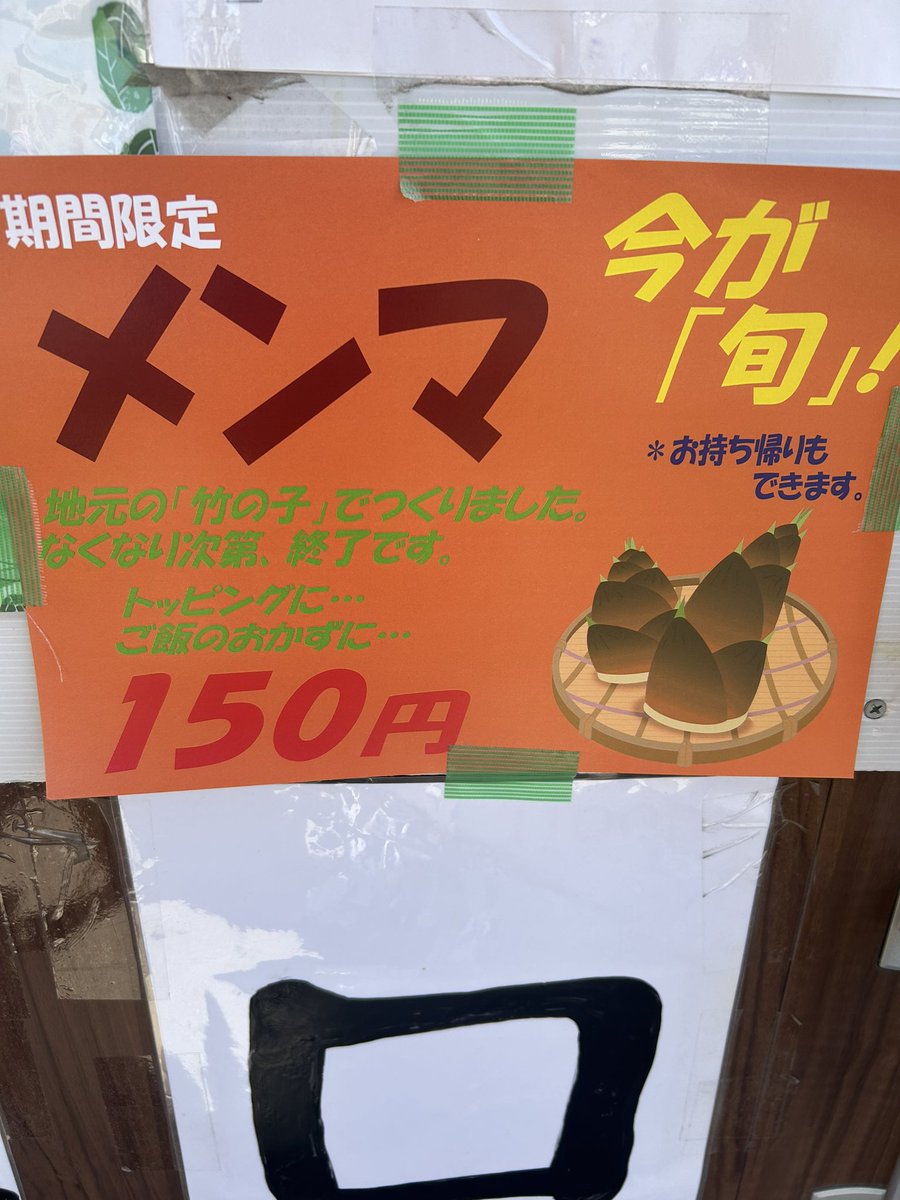 期間限定
メンマ
今が
「旬」!
＊お持ち帰りも
できます。
地元の「竹の子」でつくりました。
なくなり次第、終了です。
トッピングに…
ご飯のおかずに…
150円
口